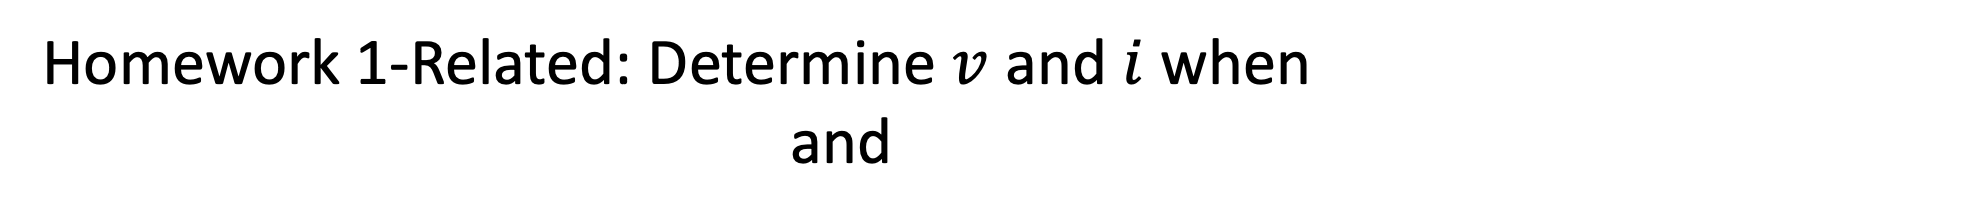 Homework 1-Related: Determine 𝑣 and 𝑖 when
and